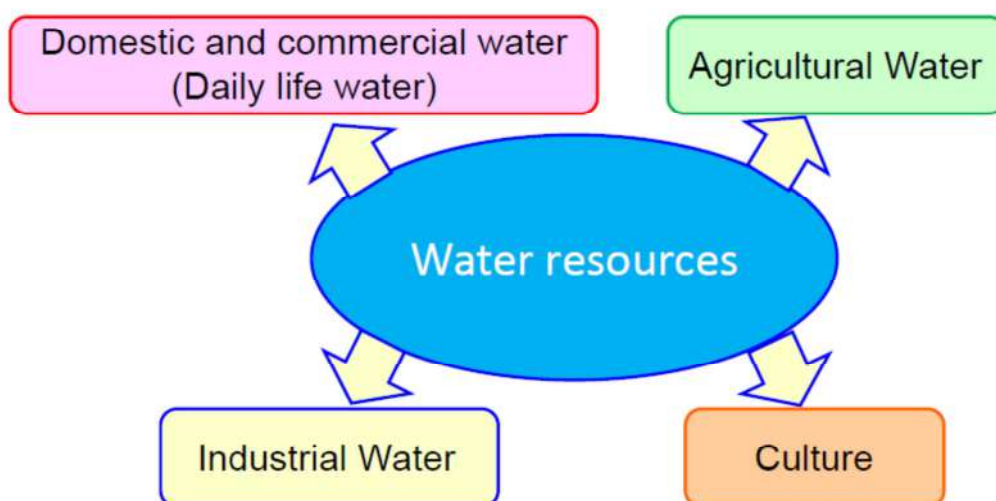 Domestic and commercial water
(Daily life water)
Agricultural Water
Water resources
Industrial Water
Culture